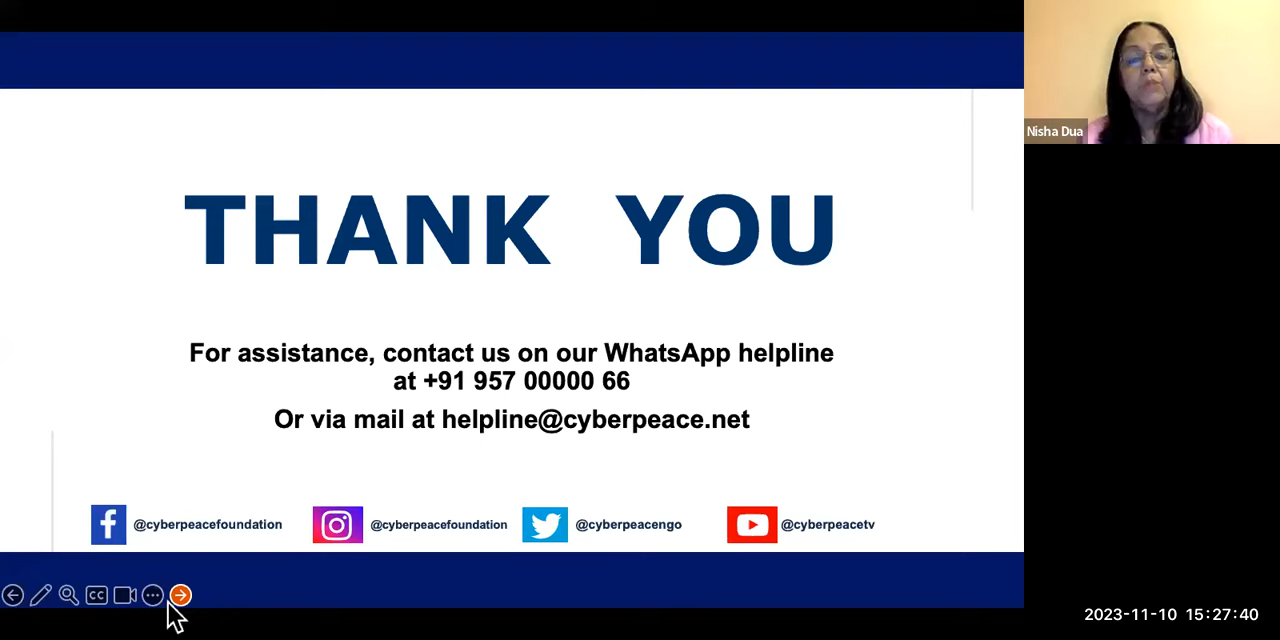 Nisha Dua
THANK YOU
For assistance, contact us on our WhatsApp helpline
at +91 957 00000 66
Or via mail at helpline@cyberpeace.net
@cyberpeacefoundation
@cyberpeacefoundation
@cyberpeacengo
@cyberpeacetv
CC
2023-11-10 15:27:40